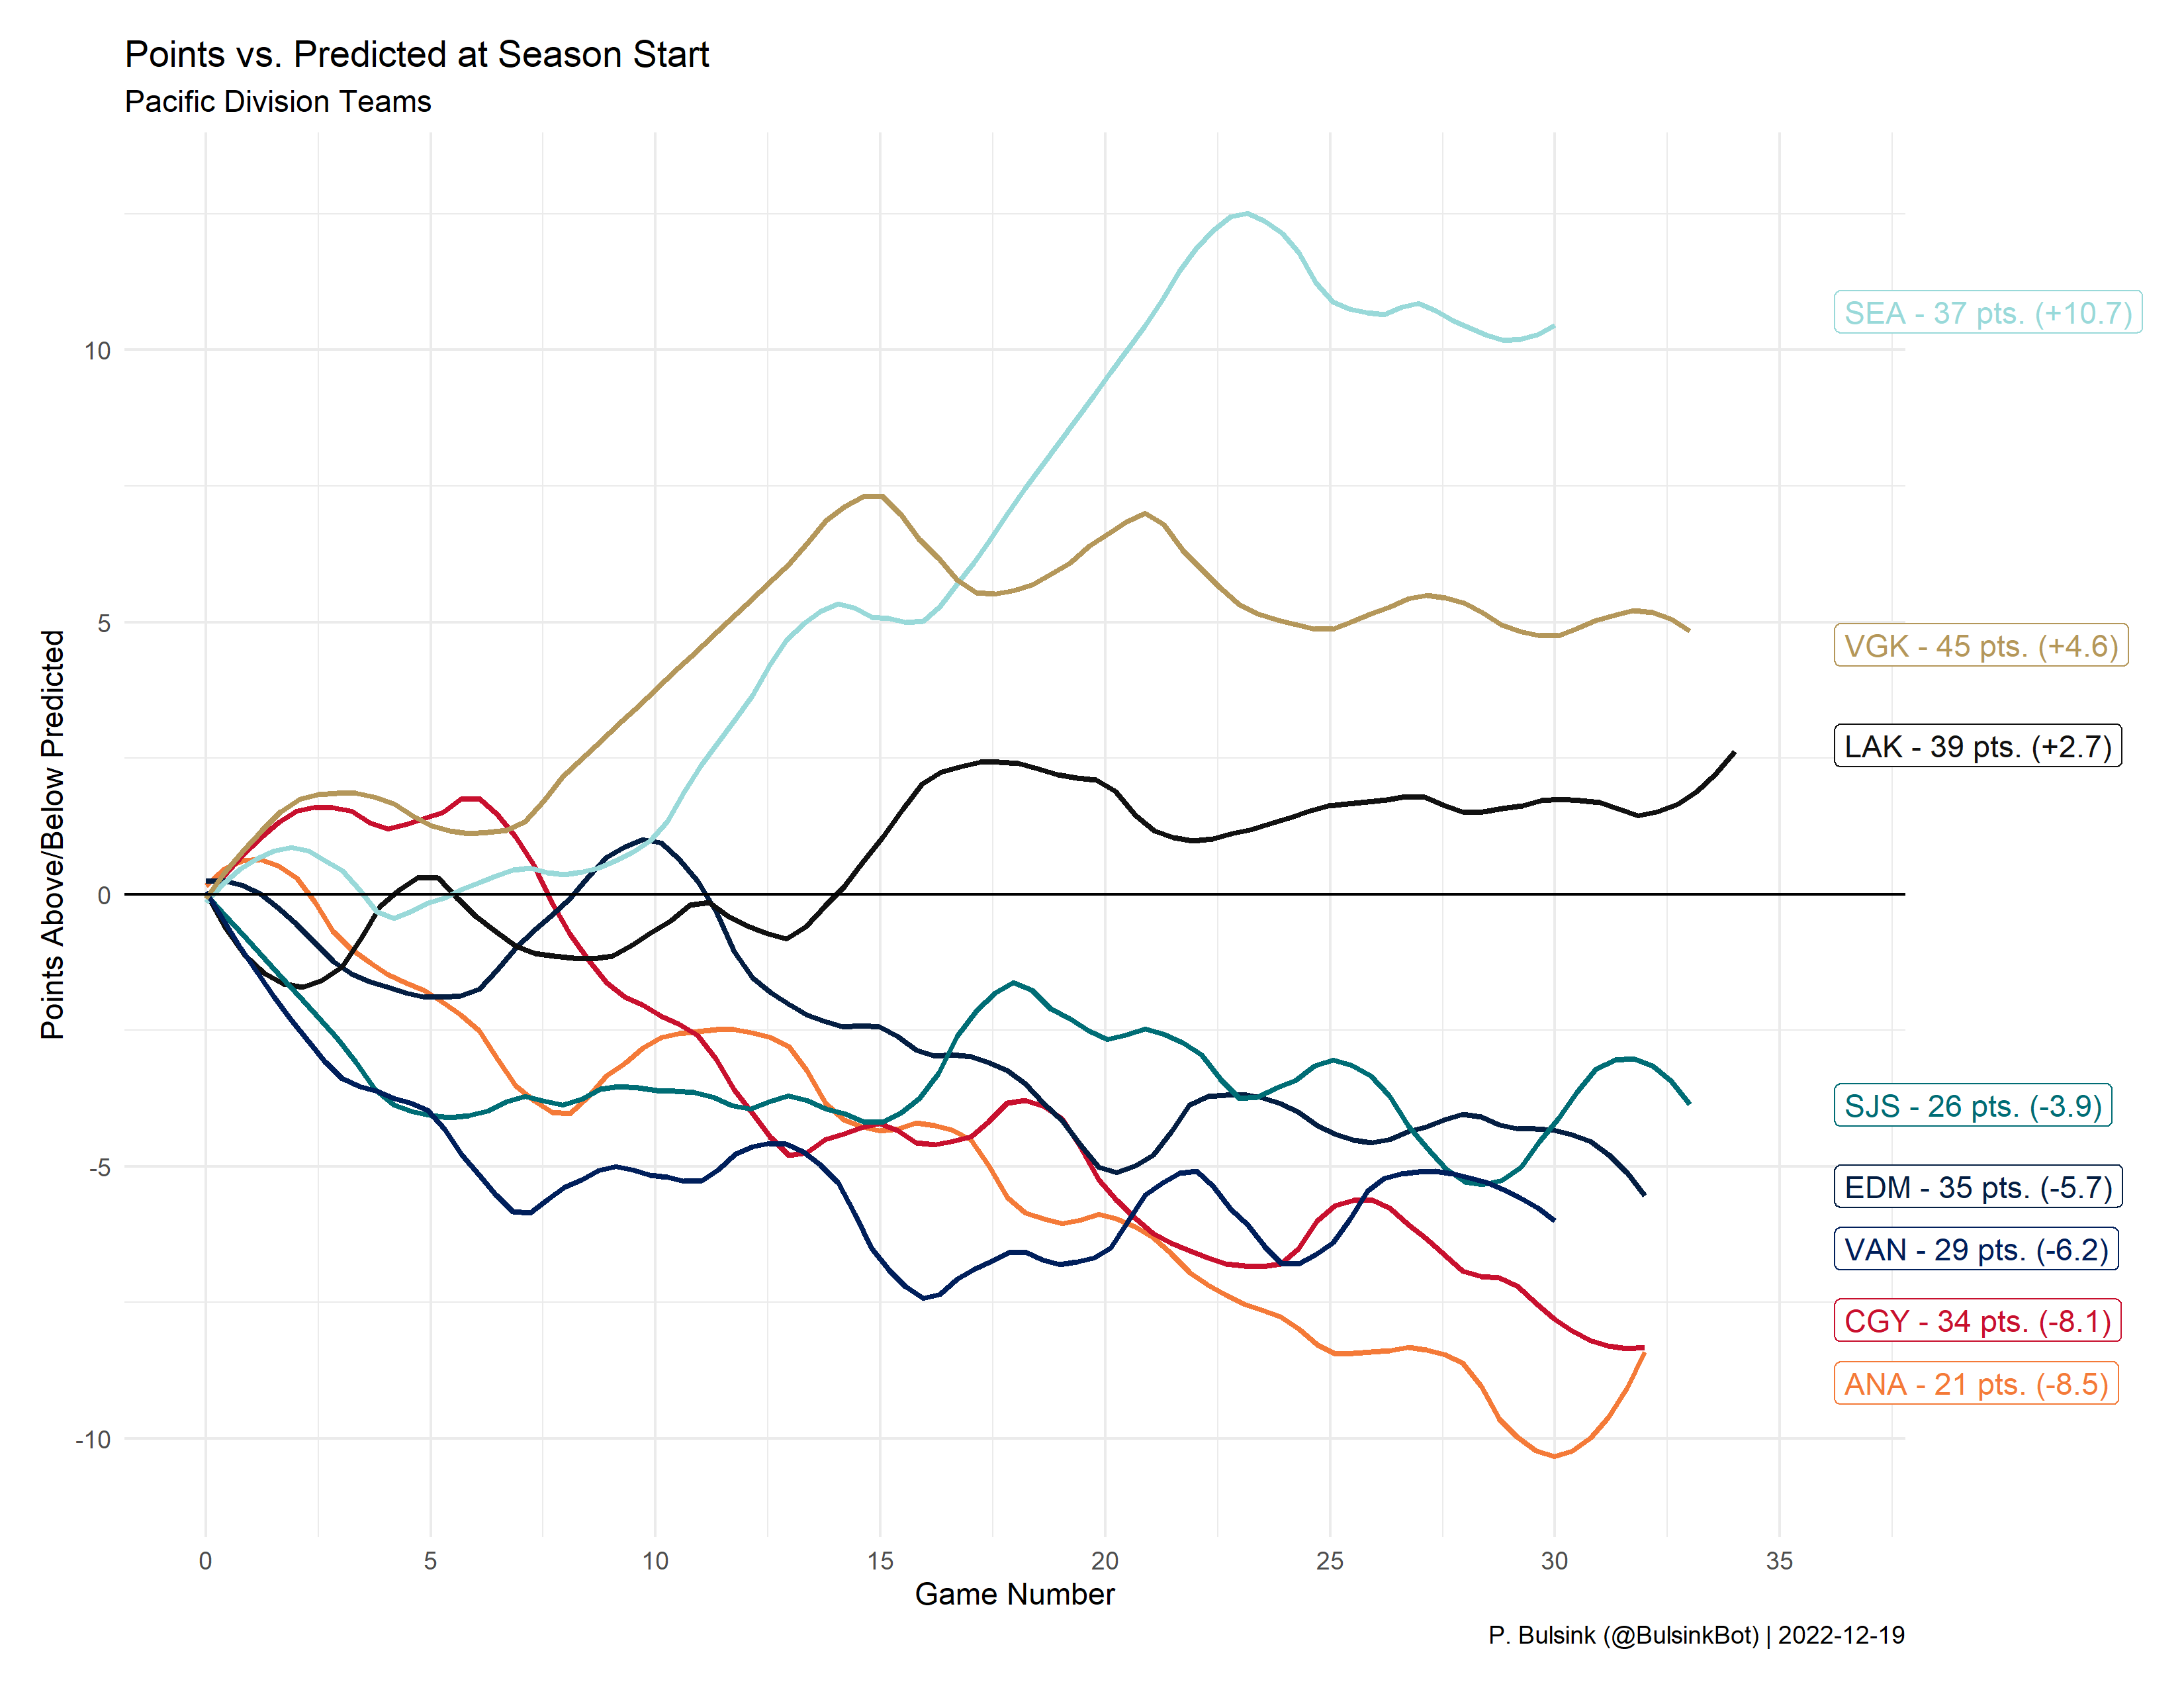 Points vs. Predicted at Season Start
Pacific Division Teams
Points Above/Below Predicted
10
5
0
-5
-10
SEA - 37 pts. (+10.7)
VGK - 45 pts. (+4.6)
LAK - 39 pts. (+2.7)
SJS - 26 pts. (-3.9)
EDM - 35 pts. (-5.7)
VAN - 29 pts. (-6.2)
CGY - 34 pts. (-8.1)
ANA - 21 pts. (-8.5)
0 5 10 15 20 25 30 35
Game Number
P. Bulsink (@BulsinkBot) | 2022-12-19